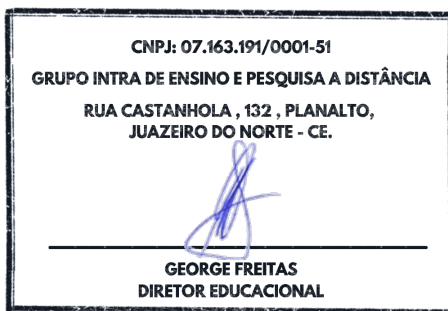 CNPJ: 07.163.191/0001-51
GRUPO INTRA DE ENSINO E PESQUISA A DISTÂNCIA
RUA CASTANHOLA , 132 , PLANALTO,
JUAZEIRO DO NORTE - CE.
GEORGE FREITAS
DIRETOR EDUCACIONAL